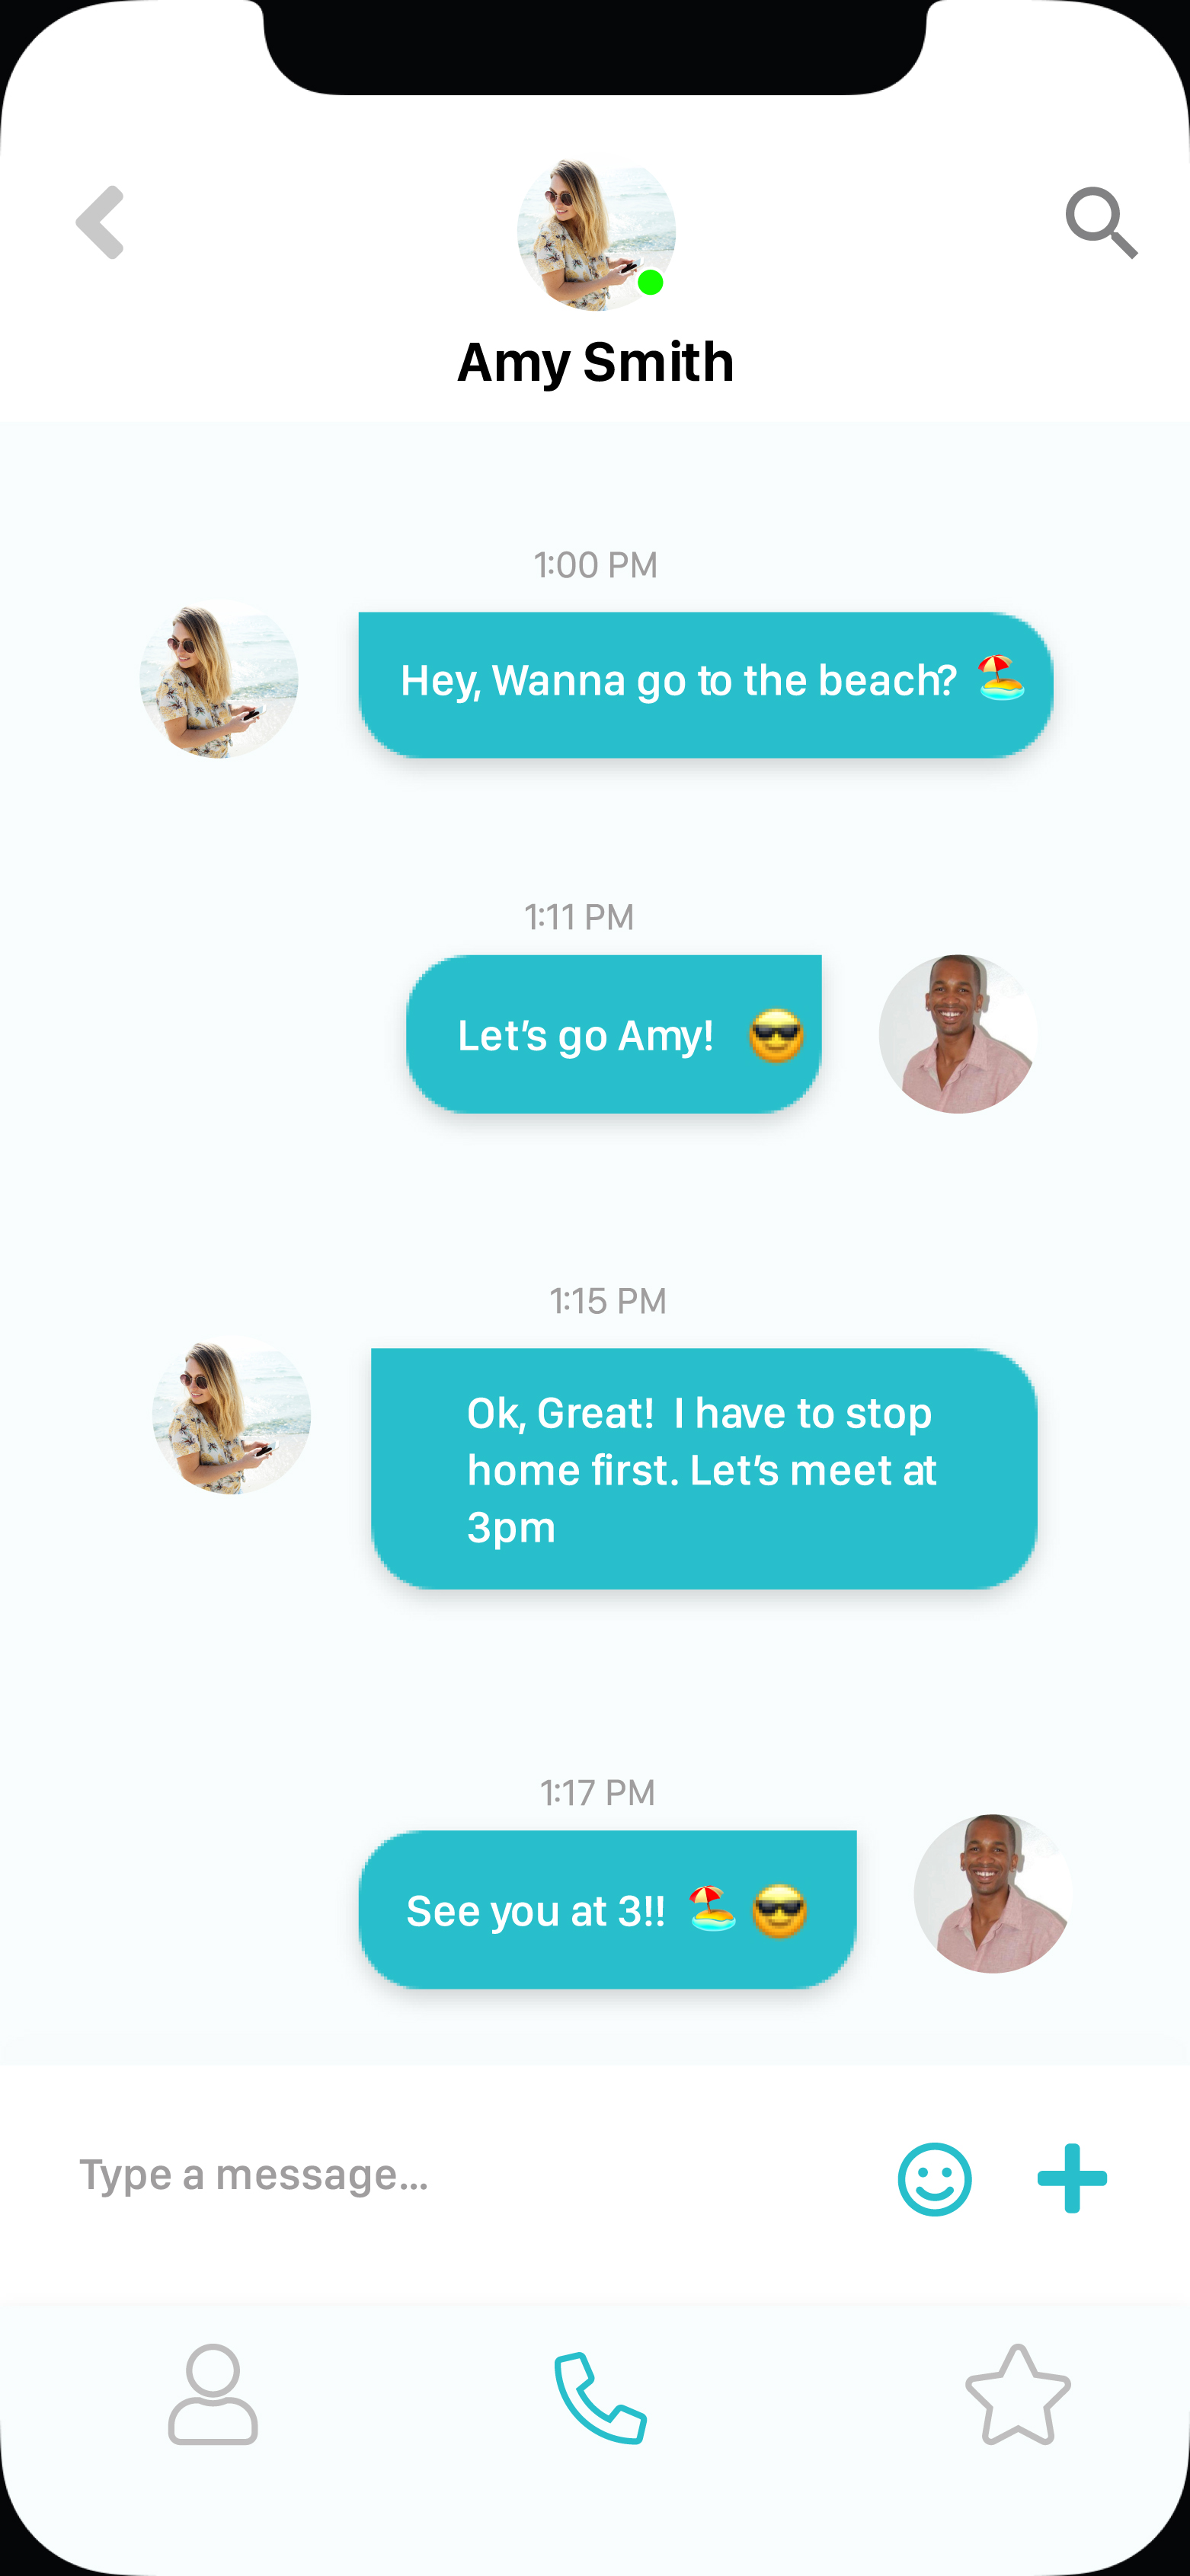 Amy Smith
1:00 PM
Hey, Wanna go to the beach? 🏖️
1:11 PM
Let’s go Amy! 😎
1:15 PM
Ok, Great!  I have to stop
home first. Let’s meet at
3pm
1:17 PM
See you at 3!! 🏖️ 😎
Type a message...